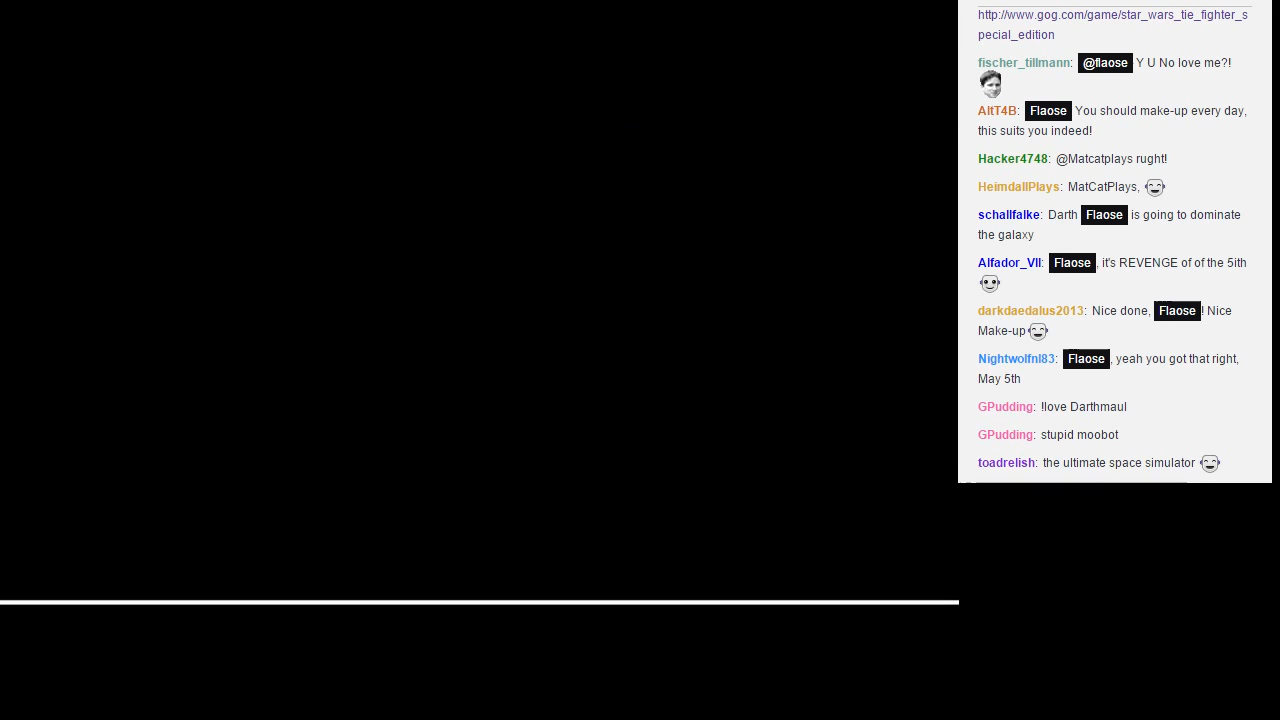 http://www.gog.com/game/star_wars_tie_fighter_s
pecial_edition
fischer_tillmann: @flaose Y U No love me?!
AltT4B: Flaose You should make-up every day,
this suits you indeed!
Hacker4748: @Matcatplays rught!
HeimdallPlays: MatCatPlays,
schallfalke: Darth Flaose is going to dominate
the galaxy
Alfador_VII: Flaose, it's REVENGE of of the 5ith
darkdaedalus2013: Nice done, Flaose! Nice
Make-up
Nightwolfnl83: Flaose, yeah you got that right,
May 5th
GPudding: !love Darthmaul
GPudding: stupid moobot
toadrelish: the ultimate space simulator